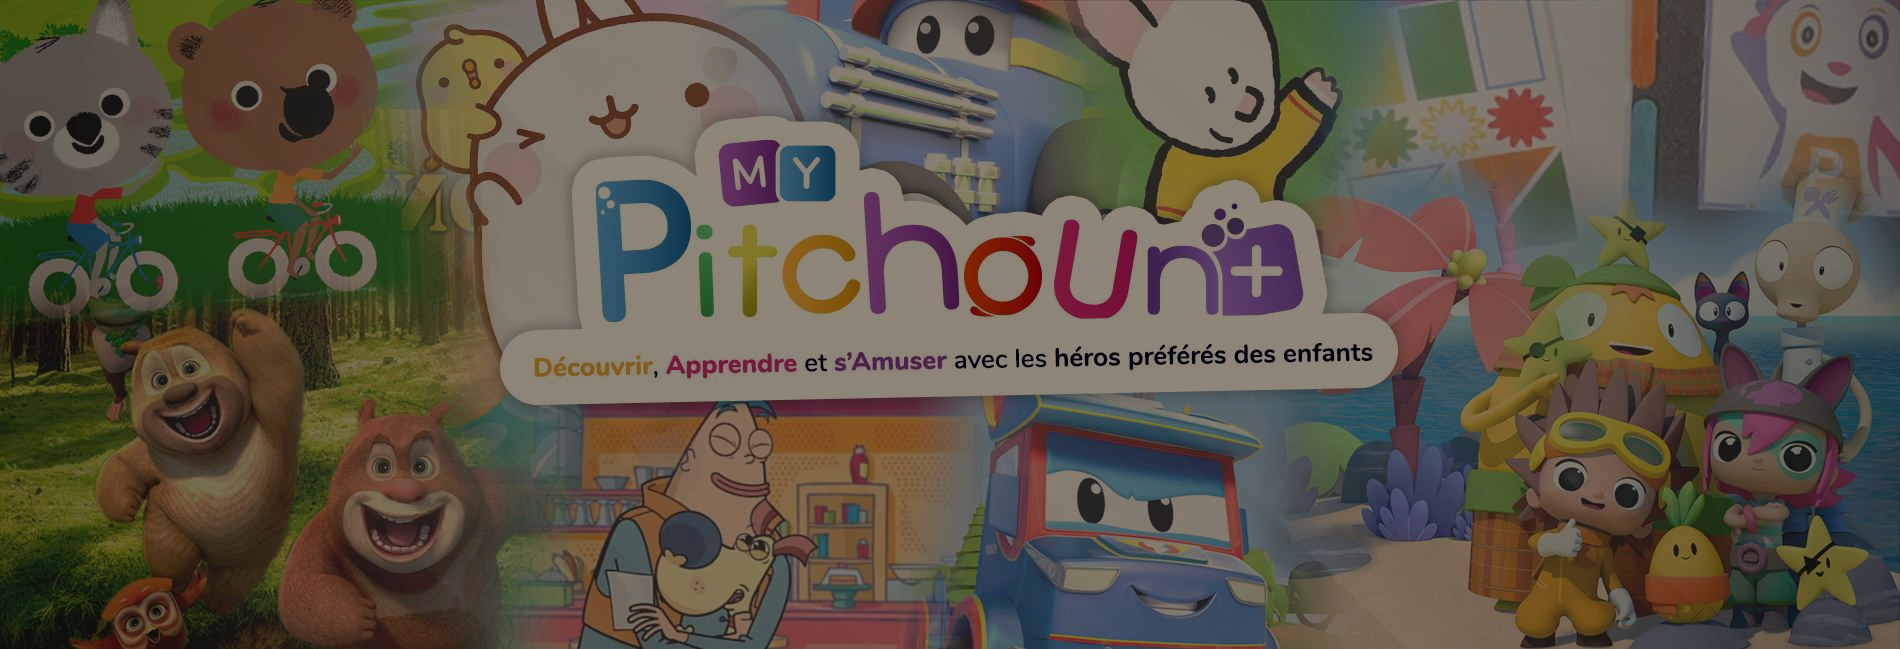 MY
Pitchoun+
Découvrir, Apprendre et s'Amuser avec les héros préférés des enfants